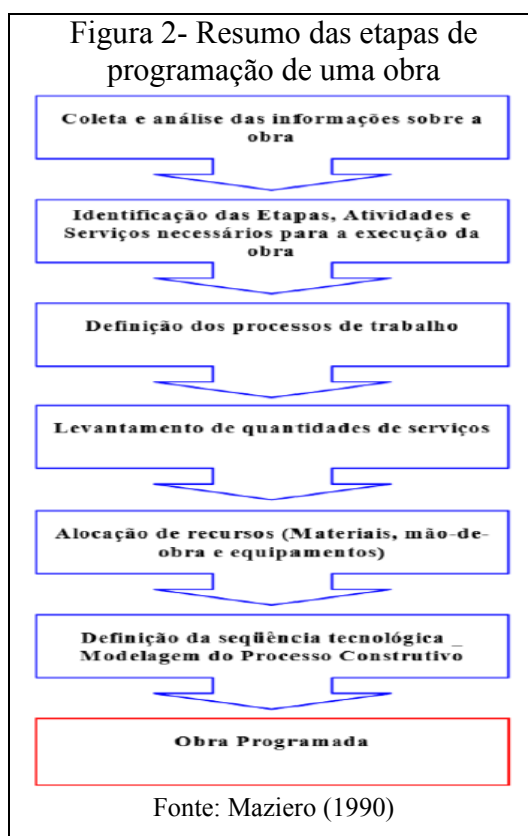 Figura 2- Resumo das etapas de
programação de uma obra
Coleta e análise das informações sobre a
obra
Identificação das Etapas, Atividades e
Serviços necessários para a execução da
obra
Definição dos processos de trabalho
Levantamento de quantidades de serviços
Alocação de recursos (Materiais, mão-de-
obra e equipamentos)
Definição da seqüência tecnológica _
Modelagem do Processo Construtivo
Obra Programada
Fonte: Maziero (1990)